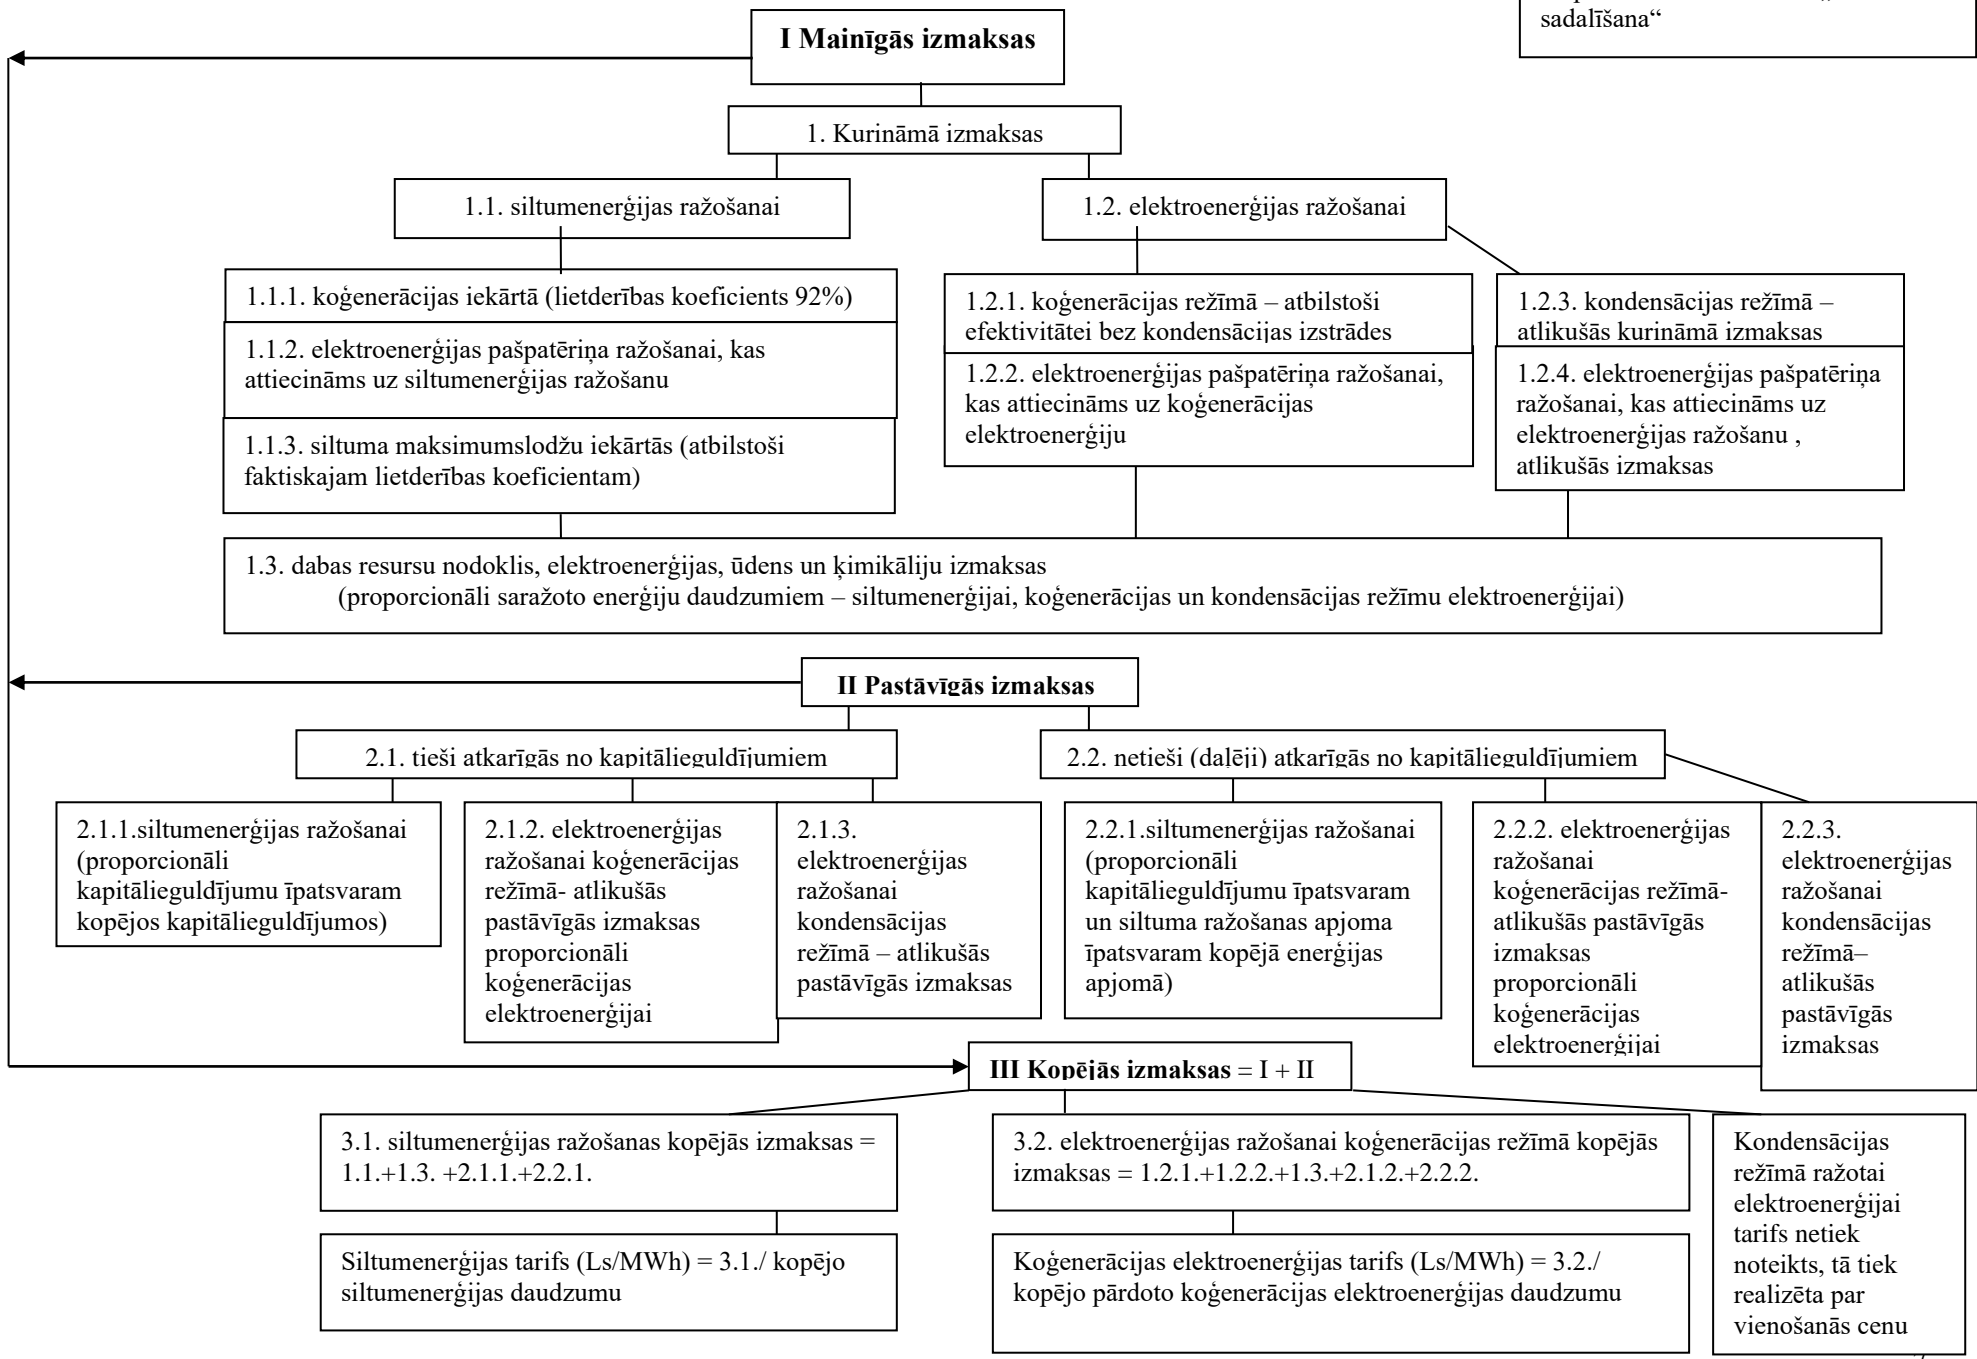 sadalīšana“
I Mainīgās izmaksas
1. Kurināmā izmaksas
1.1. siltumenerģijas ražošanai
1.2. elektroenerģijas ražošanai
1.1.1. koģenerācijas iekārtā (lietderības koeficients 92%)
1.1.2. elektroenerģijas pašpatēriņa ražošanai, kas
attiecināms uz siltumenerģijas ražošanu
1.1.3. siltuma maksimumslodžu iekārtās (atbilstoši
faktiskajam lietderības koeficientam)
1.2.1. koģenerācijas režīmā – atbilstoši
efektivitātei bez kondensācijas izstrādes
1.2.2. elektroenerģijas pašpatēriņa ražošanai,
kas attiecināms uz koģenerācijas
elektroenerģiju
1.2.3. kondensācijas režīmā –
atlikušās kurināmā izmaksas
1.2.4. elektroenerģijas pašpatēriņa
ražošanai, kas attiecināms uz
elektroenerģijas ražošanu ,
atlikušās izmaksas
1.3. dabas resursu nodoklis, elektroenerģijas, ūdens un ķimikāliju izmaksas
(proporcionāli saražoto enerģiju daudzumiem – siltumenerģijai, koģenerācijas un kondensācijas režīmu elektroenerģijai)
II Pastāvīgās izmaksas
2.1. tieši atkarīgās no kapitālieguldījumiem
2.2. netieši (daļēji) atkarīgās no kapitālieguldījumiem
2.1.1.siltumenerģijas ražošanai
(proporcionāli
kapitālieguldījumu īpatsvaram
kopējos kapitālieguldījumos)
2.1.2. elektroenerģijas
ražošanai koģenerācijas
režīmā- atlikušās
pastāvīgās izmaksas
proporcionāli
koģenerācijas
elektroenerģijai
2.1.3.
elektroenerģijas
ražošanai
kondensācijas
režīmā – atlikušās
pastāvīgās izmaksas
2.2.1.siltumenerģijas ražošanai
(proporcionāli
kapitālieguldījumu īpatsvaram
un siltuma ražošanas apjoma
īpatsvaram kopējā enerģijas
apjomā)
2.2.2. elektroenerģijas
ražošanai
koģenerācijas režīmā-
atlikušās pastāvīgās
izmaksas
proporcionāli
koģenerācijas
elektroenerģijai
2.2.3.
elektroenerģijas
ražošanai
kondensācijas
režīmā–
atlikušās
pastāvīgās
izmaksas
III Kopējās izmaksas = I + II
3.1. siltumenerģijas ražošanas kopējās izmaksas =
1.1.+1.3. +2.1.1.+2.2.1.
3.2. elektroenerģijas ražošanai koģenerācijas režīmā kopējās
izmaksas = 1.2.1.+1.2.2.+1.3.+2.1.2.+2.2.2.
Kondensācijas
režīmā ražotai
elektroenerģijai
tarifs netiek
noteikts, tā tiek
realizēta par
vienošanās cenu
Siltumenerģijas tarifs (Ls/MWh) = 3.1./ kopējo
siltumenerģijas daudzumu
Koģenerācijas elektroenerģijas tarifs (Ls/MWh) = 3.2./
kopējo pārdoto koģenerācijas elektroenerģijas daudzumu